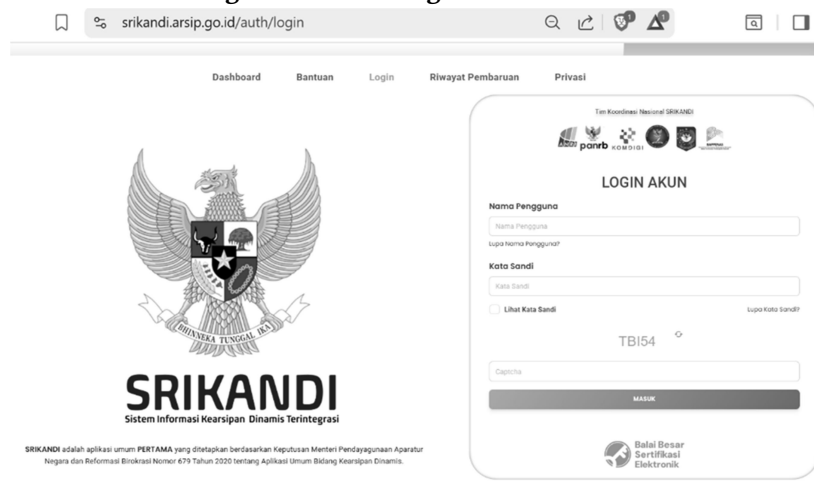 srikandi.arsip.go.id/auth/login
Dashboard Bantuan Login Riwayat Pembaruan Privasi
Tim Koordinasi Nasional SRIKANDI
panrb KOMDIGI
LOGIN AKUN
Nama Pengguna
Nama Pengguna
Lupa Nama Pengguna?
Kata Sandi
Kata Sandi
Lihat Kata Sandi Lupa Kata Sandi?
TBI54
Captcha
MASUK
Balai Besar
Sertifikasi
Elektronik
BHINNEKA TUNGGAL IKA
SRIKANDI
Sistem Informasi Kearsipan Dinamis Terintegrasi
SRIKANDI adalah aplikasi umum PERTAMA yang ditetapkan berdasarkan Keputusan Menteri Pendayagunaan Aparatur
Negara dan Reformasi Birokrasi Nomor 679 Tahun 2020 tentang Aplikasi Umum Bidang Kearsipan Dinamis.